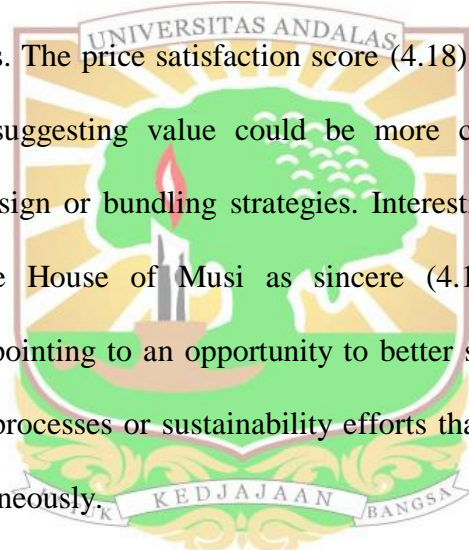 UNIVERSITAS ANDALAS
s. The price satisfaction score (4.18)
suggesting value could be more c
sign or bundling strategies. Interest
e House of Musi as sincere (4.1
pointing to an opportunity to better s
processes or sustainability efforts tha
neously.
UK KEDJAJAAN BANGSA